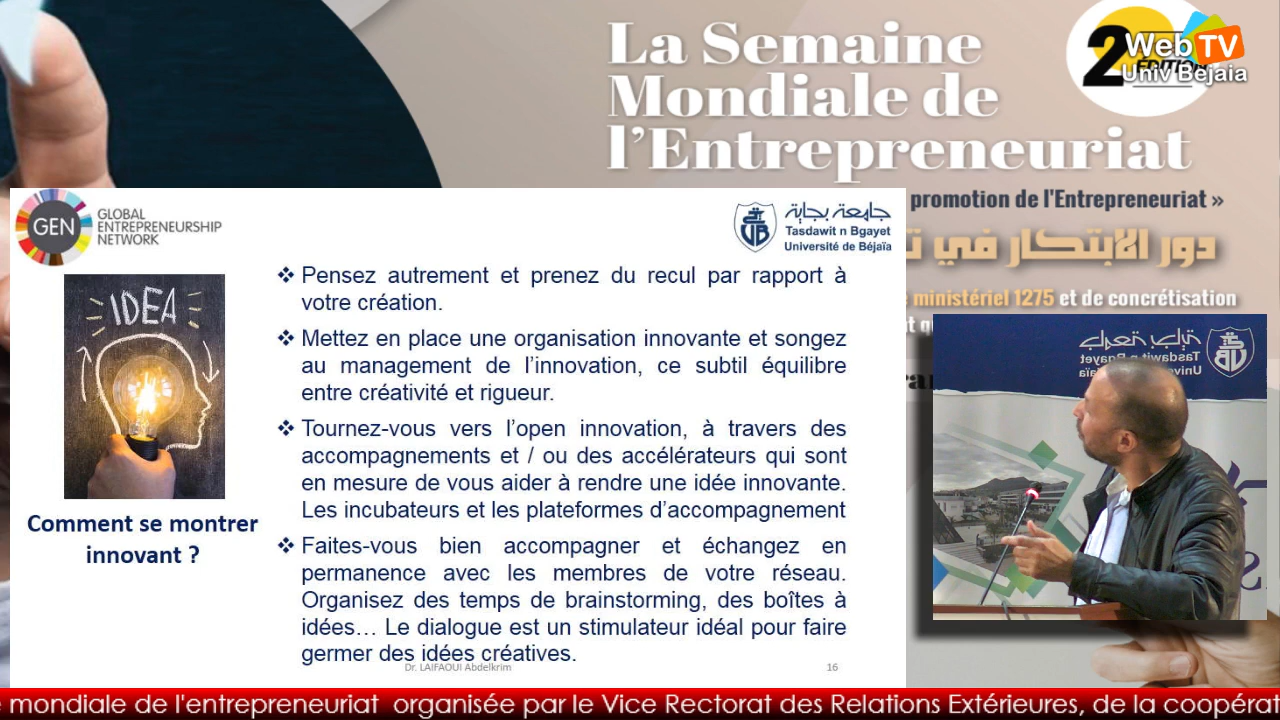 La Semaine
Mondiale de
l'Entrepreneuriat
2
ÉDITION
Web TV
Univ Bejaia
promotion de l'Entrepreneuriat »
دور الابتكار في
ministériel 1275 et de concrétisation
GEN
GLOBAL
ENTREPRENEURSHIP
NETWORK
جامعة بجاية
Tasdawit n Bgayet
Université de Béjaïa
IDEA
Comment se montrer
innovant ?
❖ Pensez autrement et prenez du recul par rapport à
votre création.
❖ Mettez en place une organisation innovante et songez
au management de l'innovation, ce subtil équilibre
entre créativité et rigueur.
❖ Tournez-vous vers l'open innovation, à travers des
accompagnements et / ou des accélérateurs qui sont
en mesure de vous aider à rendre une idée innovante.
Les incubateurs et les plateformes d'accompagnement
❖ Faites-vous bien accompagner et échangez en
permanence avec les membres de votre réseau.
Organisez des temps de brainstorming, des boîtes à
idées… Le dialogue est un stimulateur idéal pour faire
germer des idées créatives.
Dr. LAIFAOUI Abdelkrim
16
mondiale de l'entrepreneuriat organisée par le Vice Rectorat des Relations Extérieures, de la coopérat